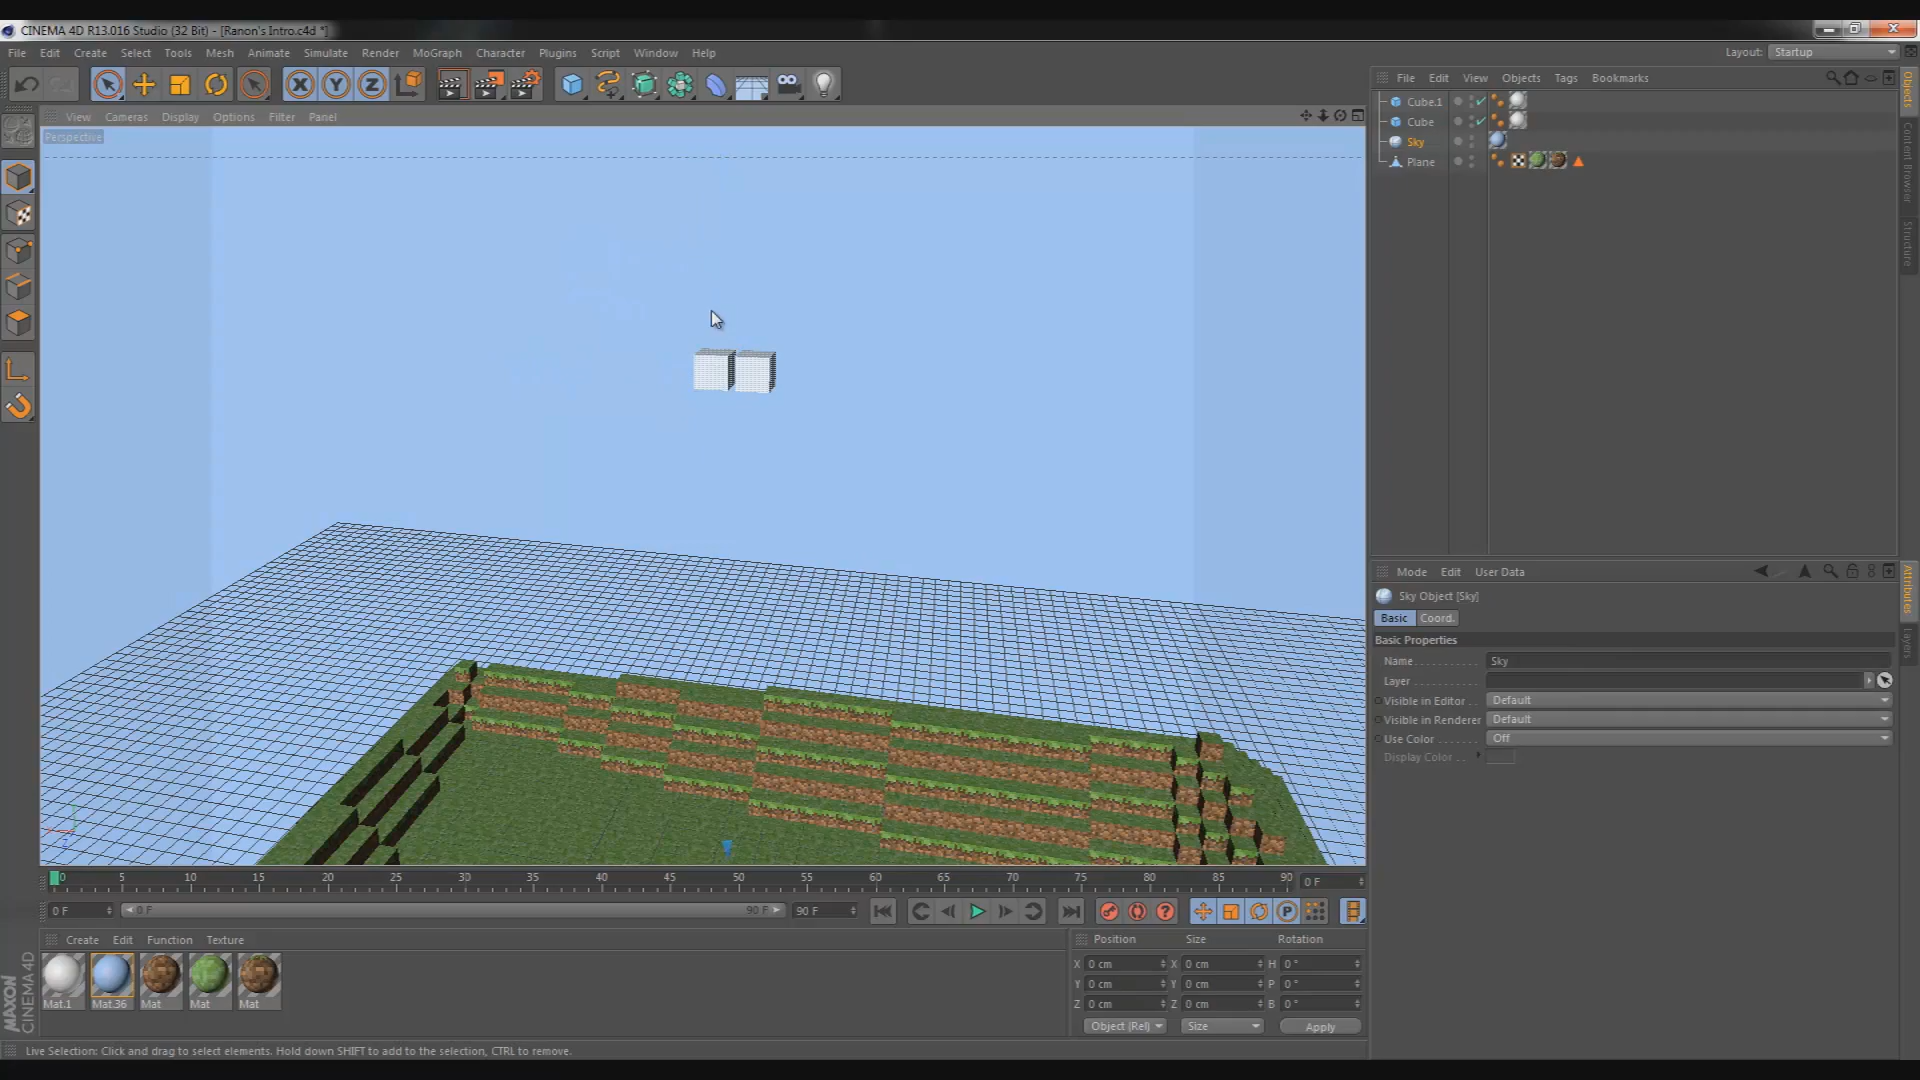 CINEMA 4D R13.016 Studio (32 Bit) - [Ranon's Intro.c4d *]
File Edit Create Select Tools Mesh Animate Simulate Render MoGraph Character Plugins Script Window Help
Layout: Startup
X Y Z
File Edit View Objects Tags Bookmarks
View Cameras Display Options Filter Panel
Perspective
Cube.1
Cube
Sky
Plane
Objects
Content Browser
Structure
Mode Edit User Data
Sky Object [Sky]
Basic Coord.
Basic Properties
Name Sky
Layer
Visible in Editor Default
Visible in Renderer Default
Use Color Off
Display Color
Attributes
Layers
0 5 10 15 20 25 30 35 40 45 50 55 60 65 70 75 80 85 90
0 F
0 F 0 F 90 F 90 F
P
Create Edit Function Texture
Mat.1 Mat.36 Mat Mat Mat
Position Size Rotation
X 0 cm X 0 cm H 0 °
Y 0 cm Y 0 cm P 0 °
Z 0 cm Z 0 cm B 0 °
Object (Rel) Size Apply
MAXON
CINEMA 4D
Live Selection: Click and drag to select elements. Hold down SHIFT to add to the selection, CTRL to remove.